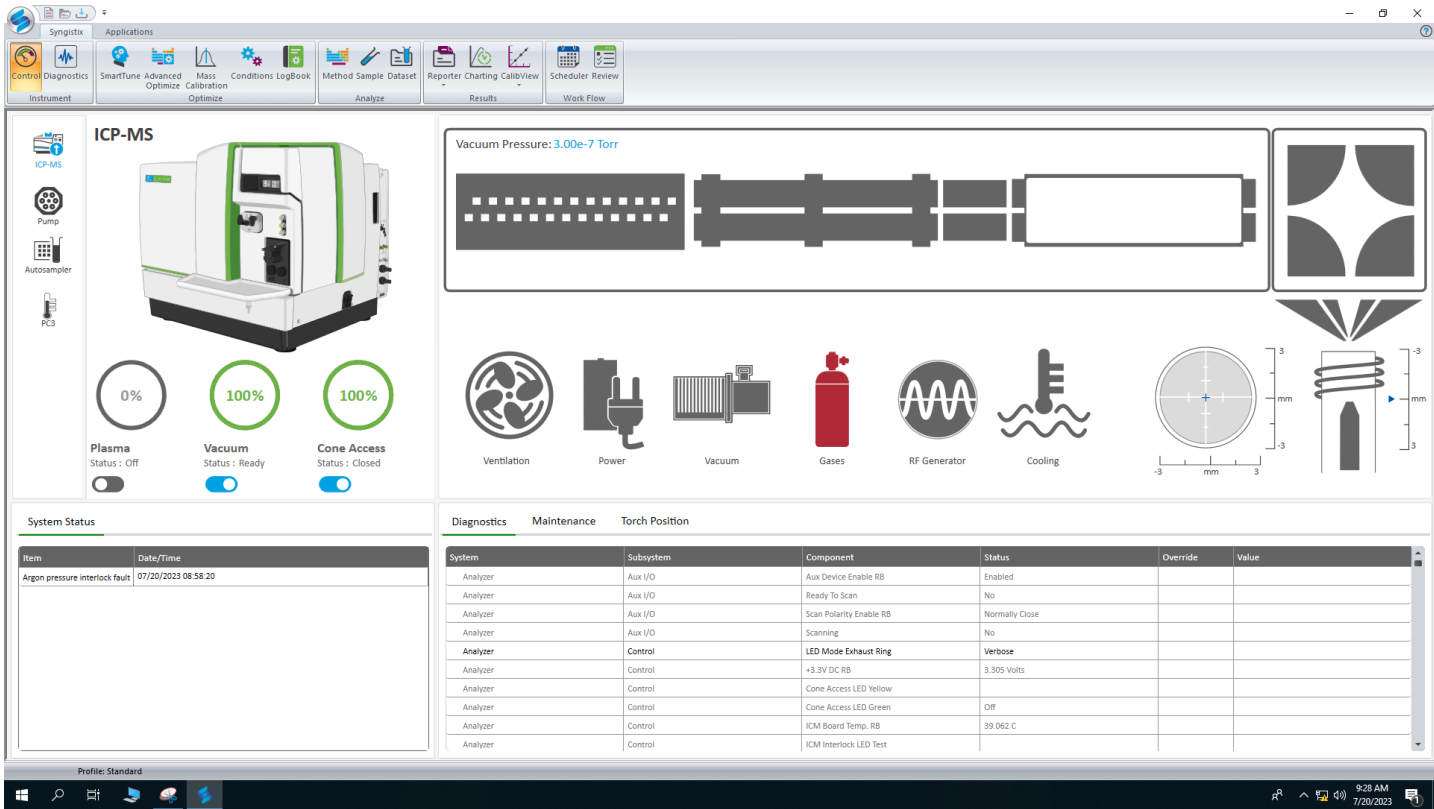 Syngistix Applications
Control Diagnostics SmartTune Advanced Optimize Mass Calibration Conditions LogBook Method Sample Dataset Reporter Charting CalibView Scheduler Review
Instrument Optimize Analyze Results Work Flow
ICP-MS
Pump
Autosampler
PC3
ICP-MS
0% 100% 100%
Plasma Vacuum Cone Access
Status : Off Status : Ready Status : Closed
Vacuum Pressure: 3.00e-7 Torr
Ventilation Power Vacuum Gases RF Generator Cooling
3
mm
-3
-3 mm 3
-3
mm
3
System Status
Item Date/Time
Argon pressure interlock fault 07/20/2023 08:58:20
Diagnostics Maintenance Torch Position
System Subsystem Component Status Override Value
Analyzer Aux I/O Aux Device Enable RB Enabled
Analyzer Aux I/O Ready To Scan No
Analyzer Aux I/O Scan Polarity Enable RB Normally Close
Analyzer Aux I/O Scanning No
Analyzer Control LED Mode Exhaust Ring Verbose
Analyzer Control +3.3V DC RB 3.305 Volts
Analyzer Control Cone Access LED Yellow
Analyzer Control Cone Access LED Green Off
Analyzer Control ICM Board Temp. RB 39.062 C
Analyzer Control ICM Interlock LED Test
Profile: Standard
9:28 AM
7/20/2023